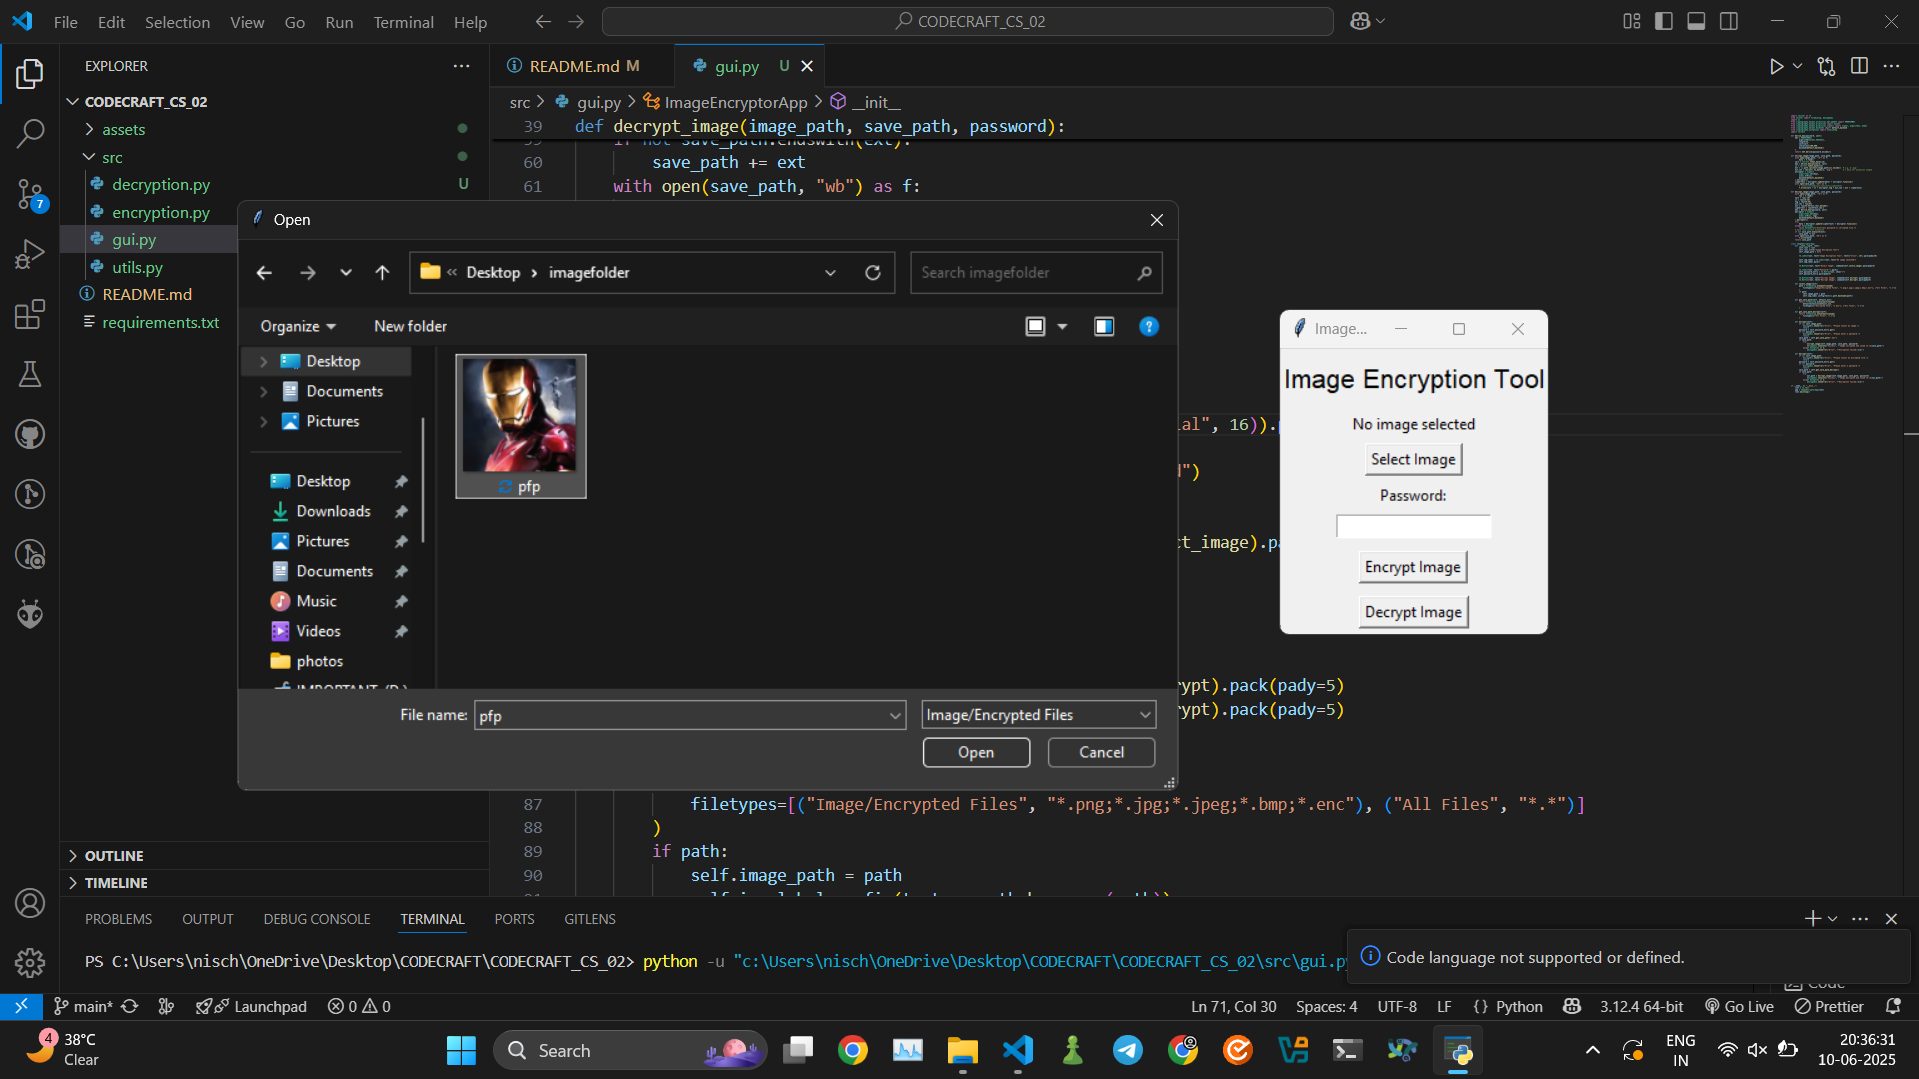 File Edit Selection View Go Run Terminal Help
CODECRAFT_CS_02
EXPLORER
CODECRAFT_CS_02
assets
src
decryption.py U
encryption.py
gui.py
utils.py
README.md
requirements.txt
OUTLINE
TIMELINE
README.md M
gui.py U
src > gui.py > ImageEncryptorApp > __init__
39 def decrypt_image(image_path, save_path, password):
60 save_path += ext
61 with open(save_path, "wb") as f:
Open
« Desktop > imagefolder
Search imagefolder
Organize
New folder
Desktop
Documents
Pictures
Desktop
Downloads
Pictures
Documents
Music
Videos
photos
pfp
File name: pfp
Image/Encrypted Files
Open
Cancel
ial", 16)).
d")
ct_image).pa
rypt).pack(pady=5)
rypt).pack(pady=5)
Image...
Image Encryption Tool
No image selected
Select Image
Password:
Encrypt Image
Decrypt Image
87 filetypes=[("Image/Encrypted Files", "*.png;*.jpg;*.jpeg;*.bmp;*.enc"), ("All Files", "*.*")]
88 )
89 if path:
90 self.image_path = path
PROBLEMS OUTPUT DEBUG CONSOLE TERMINAL PORTS GITLENS
PS C:\Users\nisch\OneDrive\Desktop\CODECRAFT\CODECRAFT_CS_02> python -u "c:\Users\nisch\OneDrive\Desktop\CODECRAFT\CODECRAFT_CS_02\src\gui.py
Code language not supported or defined.
Code
main* Launchpad 0 0
Ln 71, Col 30 Spaces: 4 UTF-8 LF {} Python 3.12.4 64-bit Go Live Prettier
7
4
38°C
Clear
Search
ENG
IN
20:36:31
10-06-2025